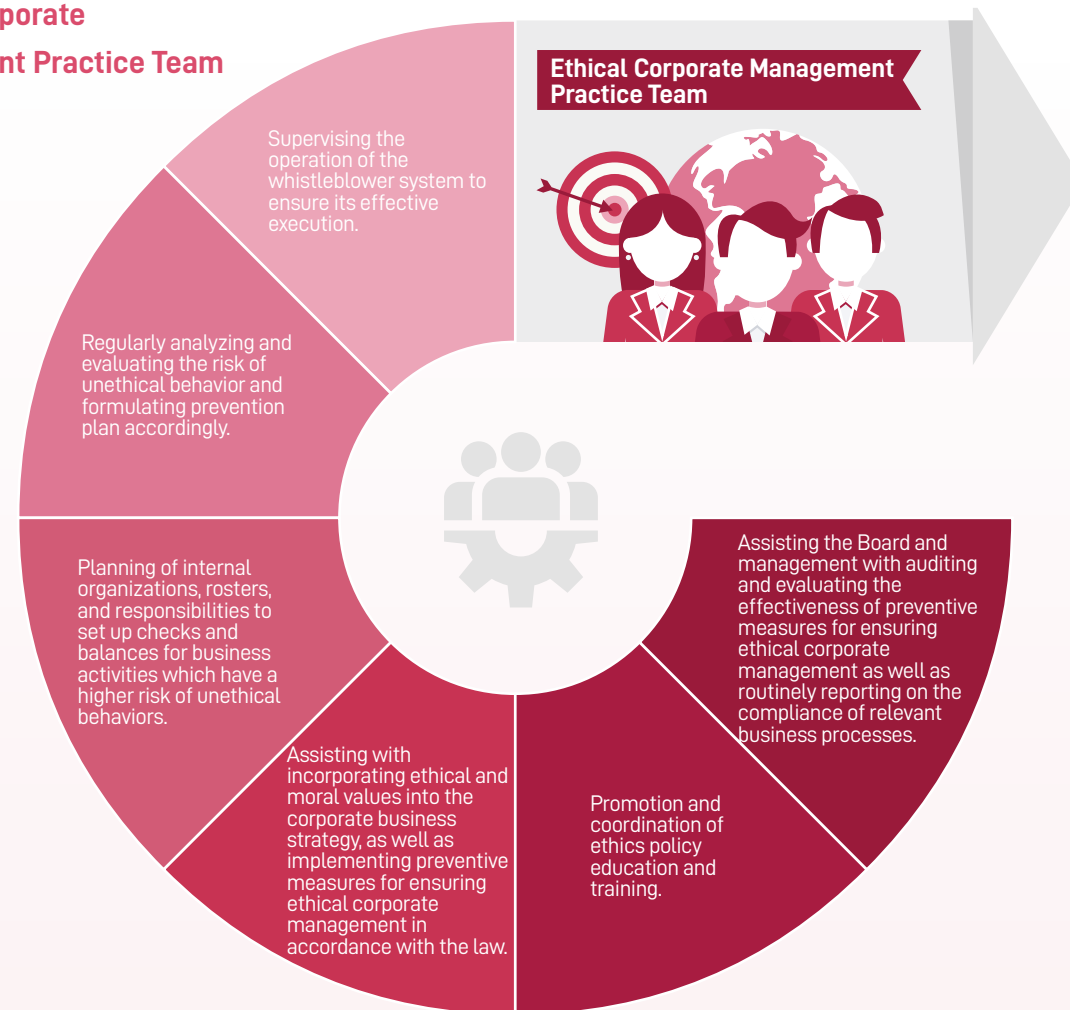 porate
nt Practice Team
Ethical Corporate Management
Practice Team
Supervising the
operation of the
whistleblower system to
ensure its effective
execution.
Regularly analyzing and
evaluating the risk of
unethical behavior and
formulating prevention
plan accordingly.
Planning of internal
organizations, rosters,
and responsibilities to
set up checks and
balances for business
activities which have a
higher risk of unethical
behaviors.
Assisting with
incorporating ethical and
moral values into the
corporate business
strategy, as well as
implementing preventive
measures for ensuring
ethical corporate
management in
accordance with the law.
Promotion and
coordination of
ethics policy
education and
training.
Assisting the Board and
management with auditing
and evaluating the
effectiveness of preventive
measures for ensuring
ethical corporate
management as well as
routinely reporting on the
compliance of relevant
business processes.